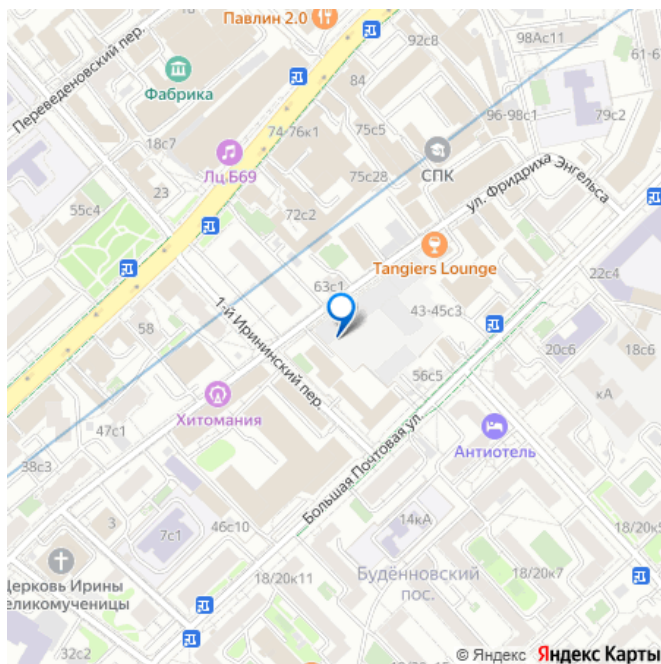 Павлин 2.0
92с8
98Ас11
61-6
Переведеновский пер.
Фабрика
84
96-98с1
79с2
74-76к1
75с5
18с7
Лц.Б69
СПК
75с28
ул. Фридриха Энгельса
23
55с4
72с2
Tangiers Lounge
22с4
63с1
43-45с3
1-й Ирининский пер.
58
20с6
18с6
56с5
кА
Хитомания
47с1
Большая Почтовая ул.
Антиотель
38с3
3
7с1
46с10
14кА
18/20
Церковь Ирины
великомученицы
18/20к11
Будённовский
пос.
18/20к7
32с2
© Яндекс Яндекс Карты